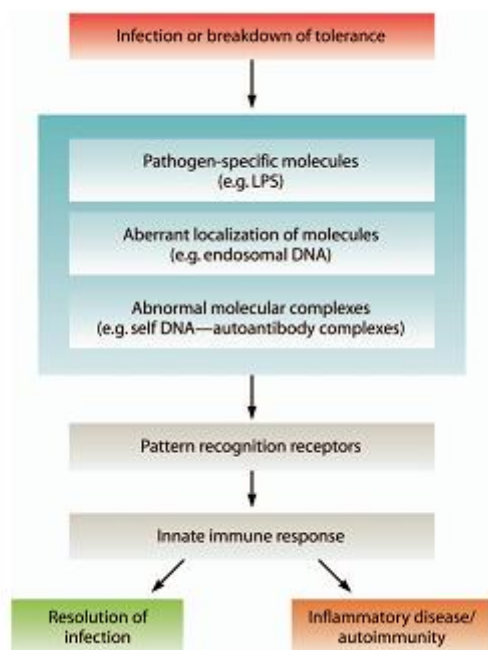 Infection or breakdown of tolerance
Pathogen-specific molecules
(e.g. LPS)
Aberrant localization of molecules
(e.g. endosomal DNA)
Abnormal molecular complexes
(e.g. self DNA—autoantibody complexes)
Pattern recognition receptors
Innate immune response
Resolution of
infection
Inflammatory disease/
autoimmunity